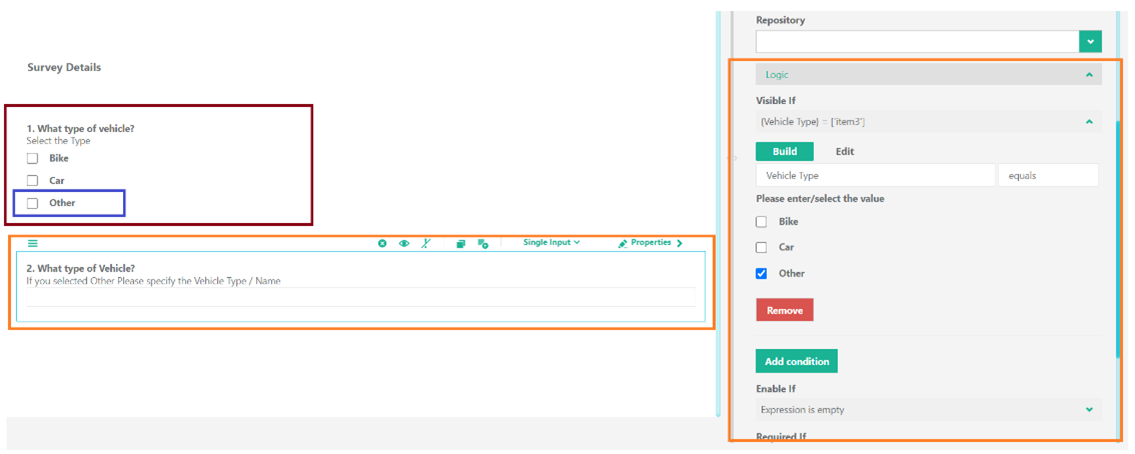 Survey Details
1. What type of vehicle?
Select the Type
Bike
Car
Other
Single Input
Properties
2. What type of Vehicle?
If you selected Other Please specify the Vehicle Type / Name
Repository
Logic
Visible If
{Vehicle Type} = ['item3']
Build Edit
Vehicle Type equals
Please enter/select the value
Bike
Car
Other
Remove
Add condition
Enable If
Expression is empty
Required If